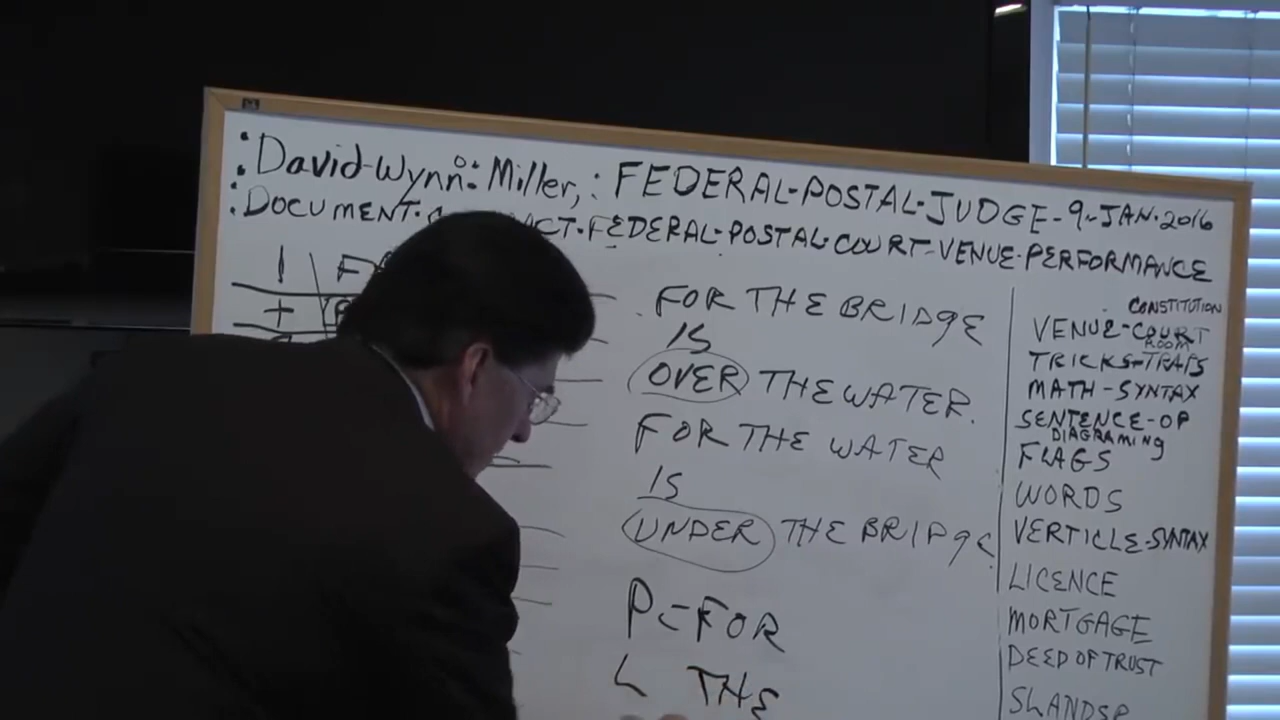 :David-Wynn: Miller,: FEDERAL-POSTAL-JUDGE-9-JAN-2016
:DOCUMENT- CT-FEDERAL-POSTAL-COURT-VENUE-PERFORMANCE
1
+
FOR THE BRIDGE
IS
OVER THE WATER.
FOR THE WATER
IS
UNDER THE BRIDGE
P-FOR
L THE
CONSTITUTION
VENUE-COURT
ROOM
TRICKS-TRAPS
MATH-SYNTAX
SENTENCE-OP
DIAGRAMING
FLAGS
WORDS
VERTICLE-SYNTAX
LICENCE
MORTGAGE
DEED OF TRUST
SLANDER